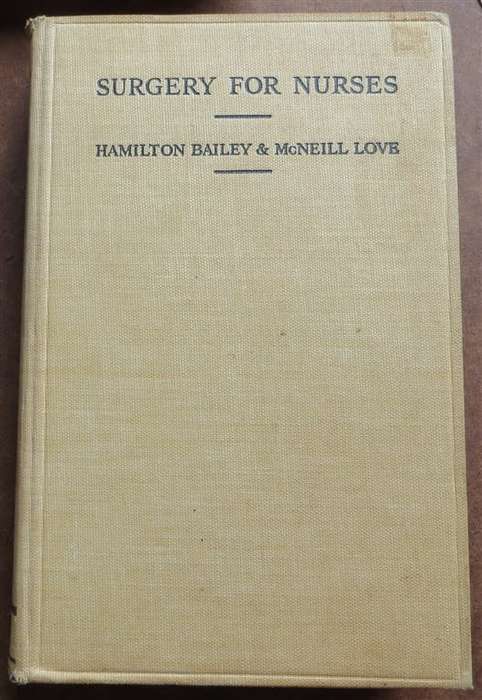 SURGERY FOR NURSES
HAMILTON BAILEY & McNEILL LOVE